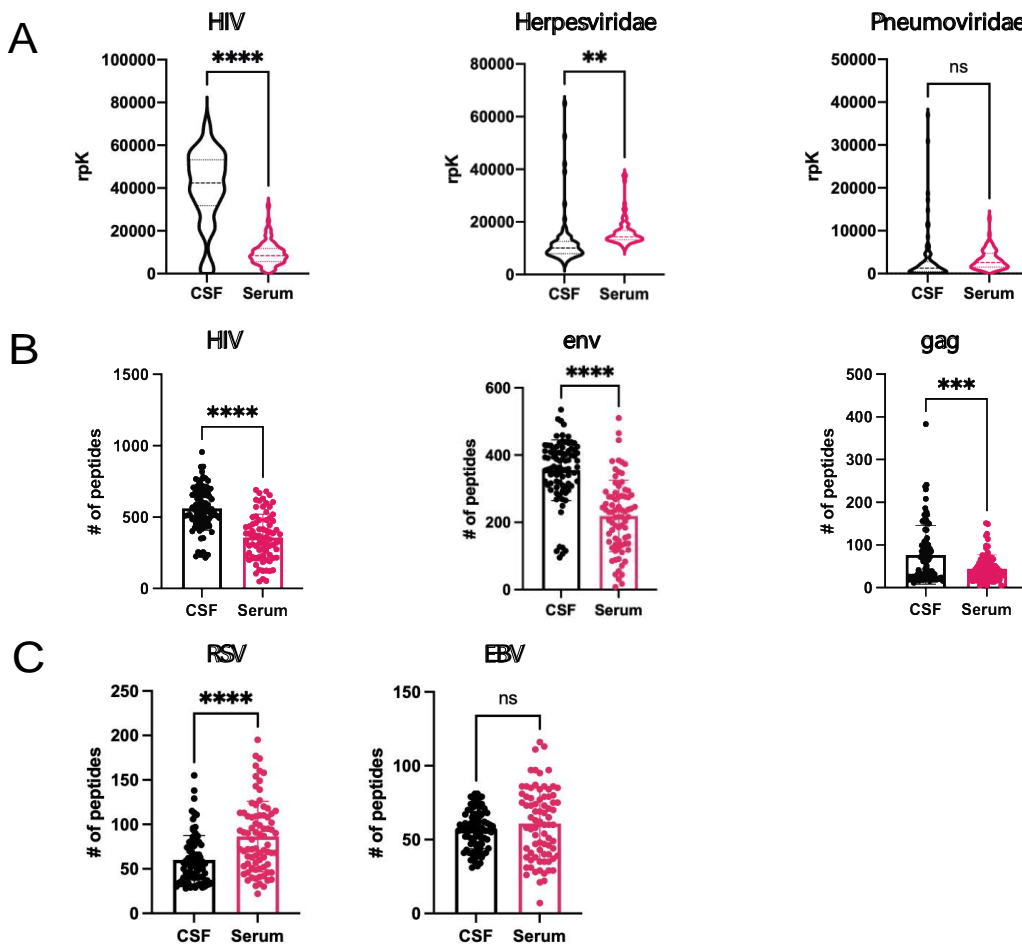 A
HIV
Herpesviridae
Pneumoviridae
****
**
ns
rpK
100000
80000
60000
40000
20000
0
CSF Serum
rpK
80000
60000
40000
20000
0
CSF Serum
rpK
50000
40000
30000
20000
10000
0
CSF Serum
B
HIV
env
gag
****
****
***
# of peptides
1500
1000
500
0
CSF Serum
# of peptides
600
400
200
0
CSF Serum
# of peptides
500
400
300
200
100
0
CSF Serum
C
RSV
EBV
****
ns
# of peptides
250
200
150
100
50
0
CSF Serum
# of peptides
150
100
50
0
CSF Serum